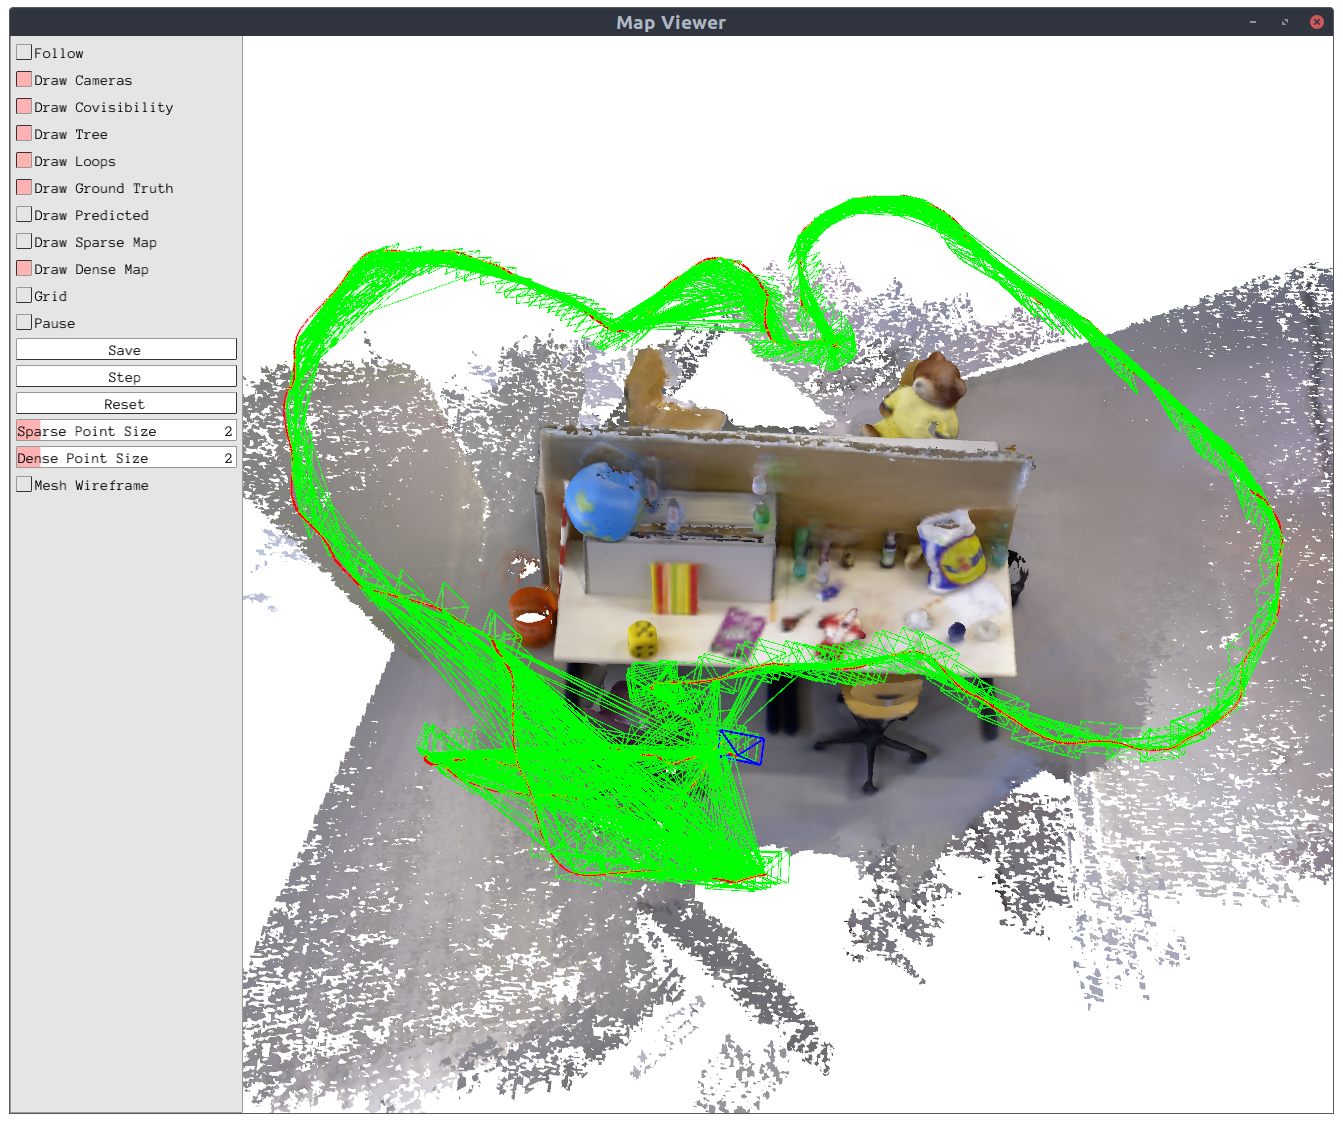 Map Viewer
Follow
Draw Cameras
Draw Covisibility
Draw Tree
Draw Loops
Draw Ground Truth
Draw Predicted
Draw Sparse Map
Draw Dense Map
Grid
Pause
Save
Step
Reset
Sparse Point Size 2
Dense Point Size 2
Mesh Wireframe